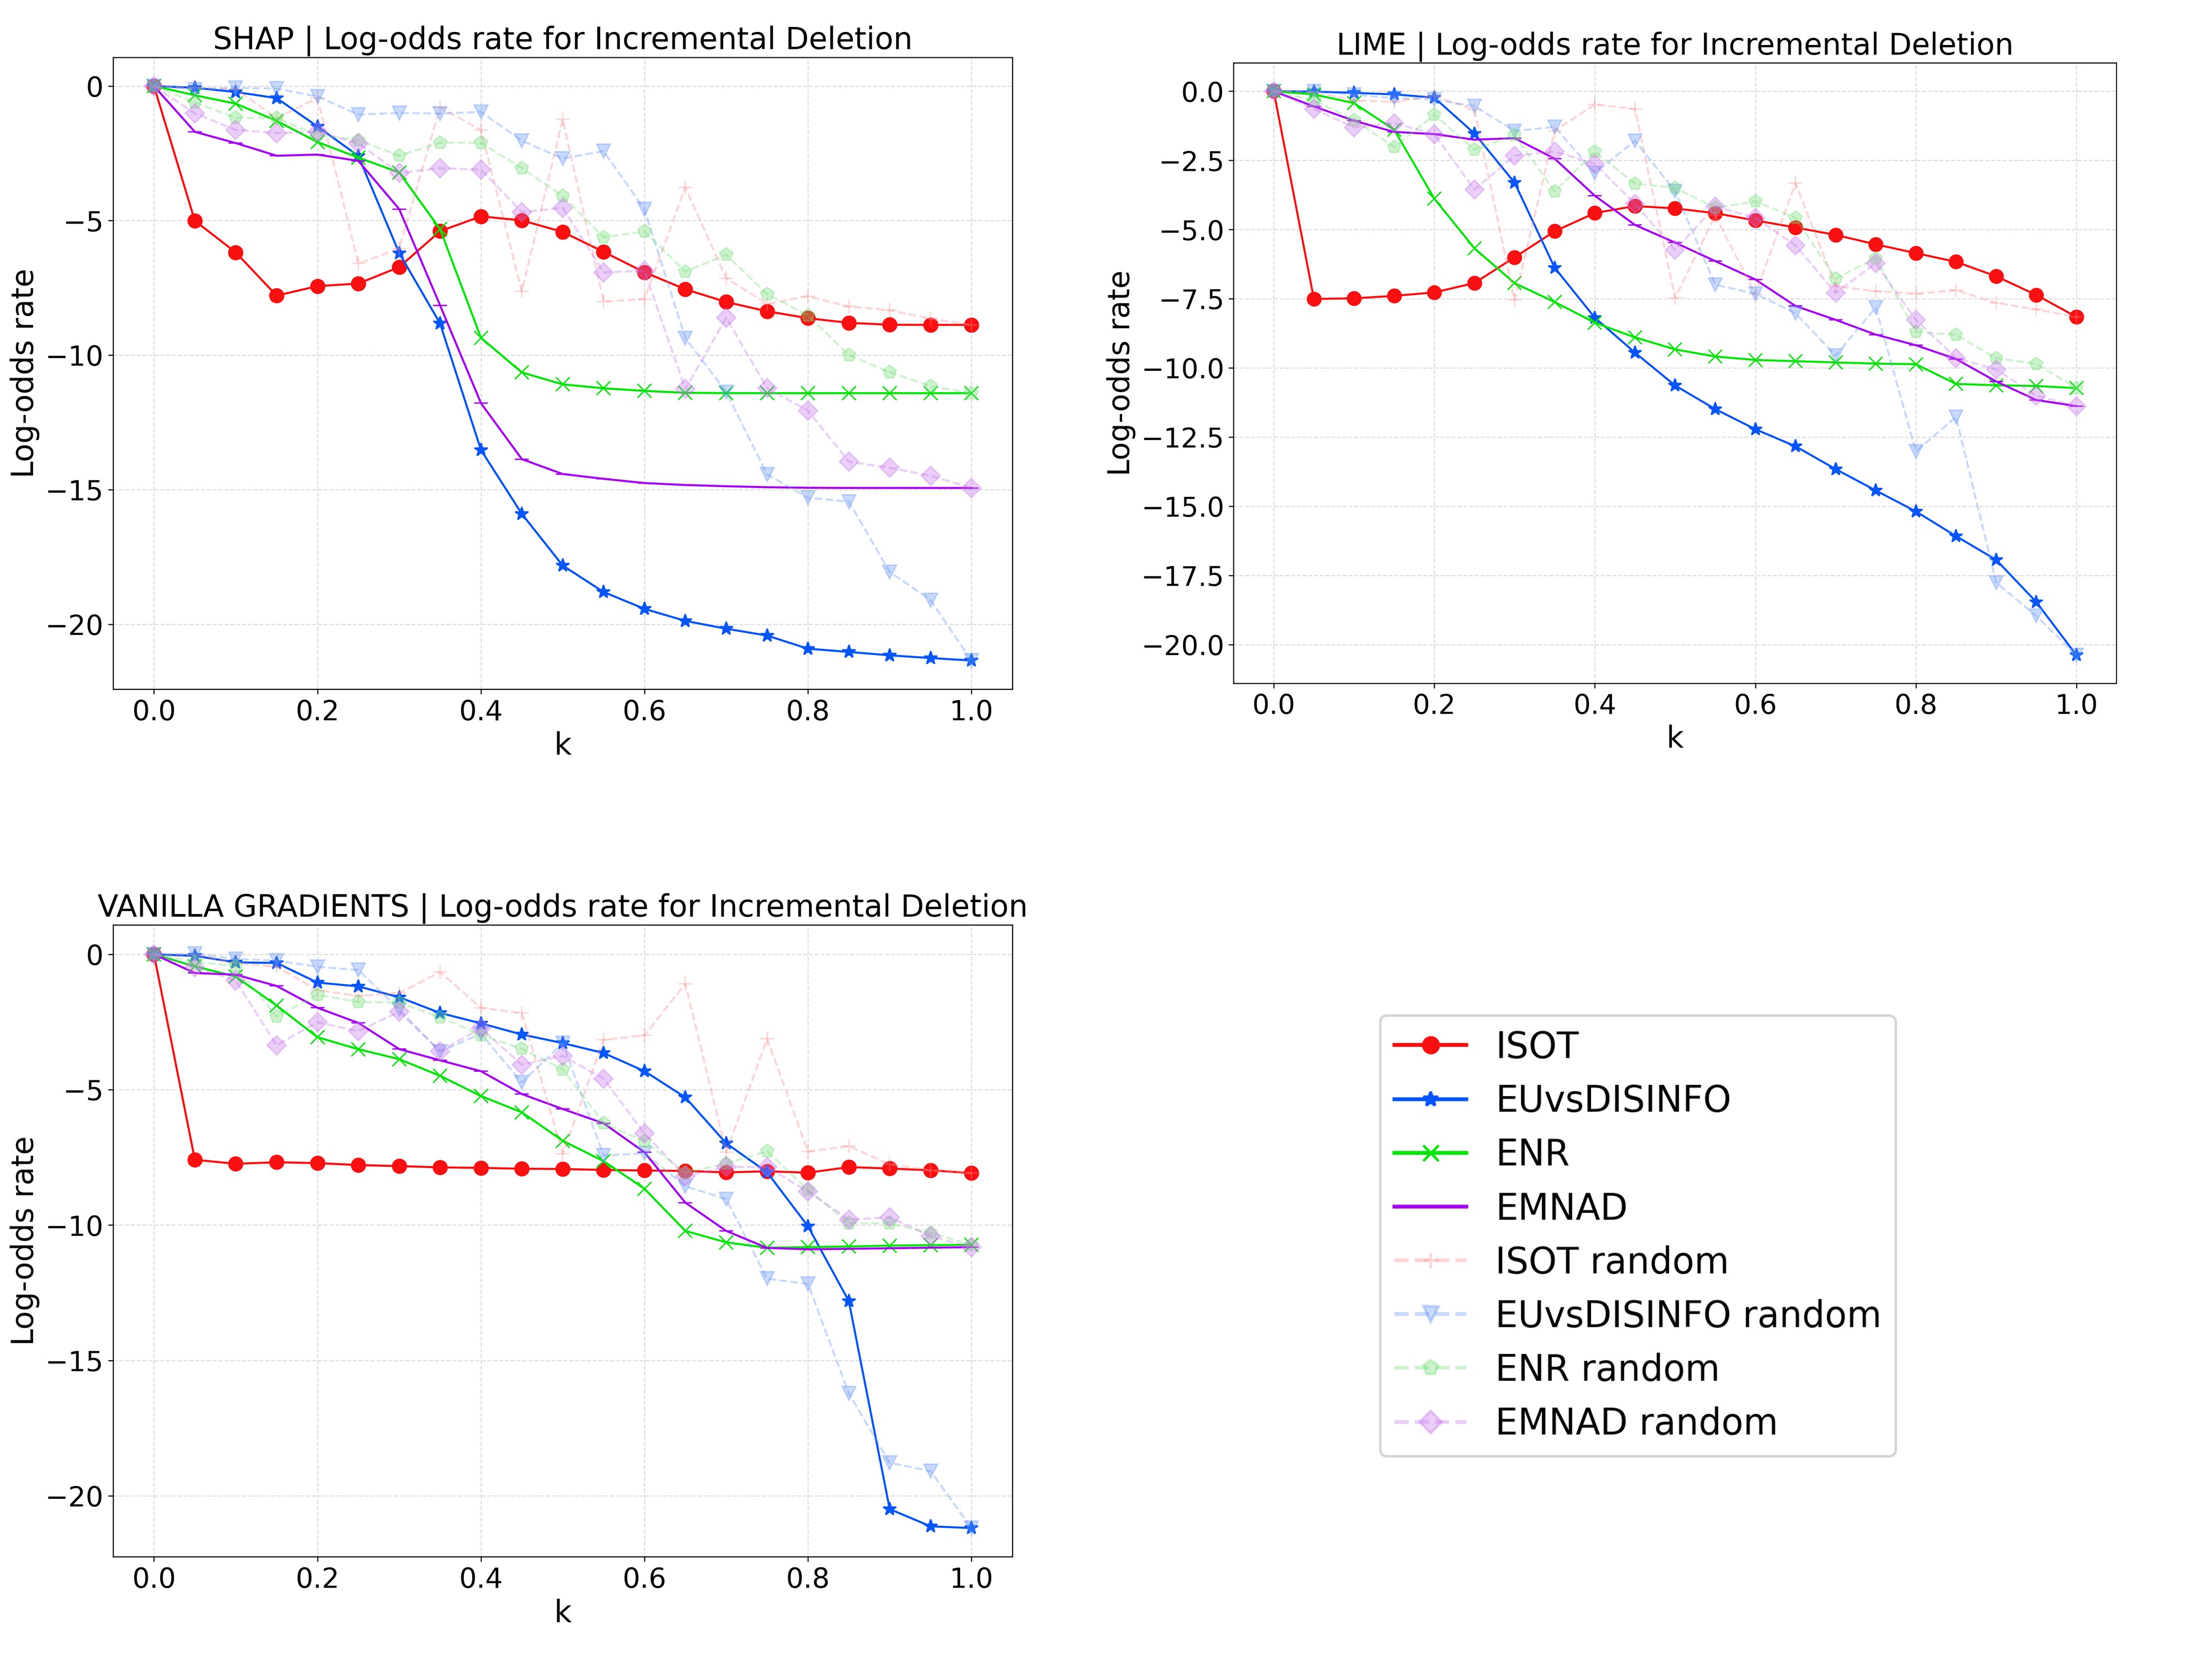 SHAP | Log-odds rate for Incremental Deletion
0
−5
−10
−15
−20
Log-odds rate
0.0 0.2 0.4 0.6 0.8 1.0
k
LIME | Log-odds rate for Incremental Deletion
0.0
−2.5
−5.0
−7.5
−10.0
−12.5
−15.0
−17.5
−20.0
Log-odds rate
0.0 0.2 0.4 0.6 0.8 1.0
k
VANILLA GRADIENTS | Log-odds rate for Incremental Deletion
0
−5
−10
−15
−20
Log-odds rate
0.0 0.2 0.4 0.6 0.8 1.0
k
ISOT
EUvsDISINFO
ENR
EMNAD
ISOT random
EUvsDISINFO random
ENR random
EMNAD random